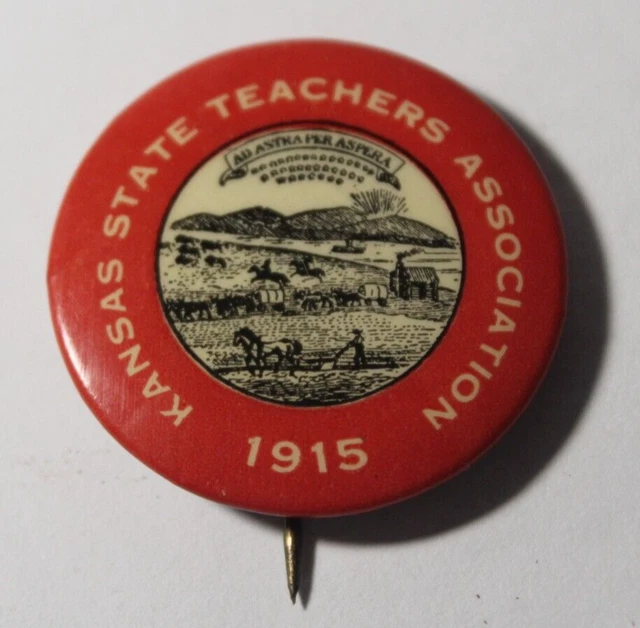 KANSAS STATE TEACHERS ASSOCIATION
1915
AD ASTRA PER ASPERA